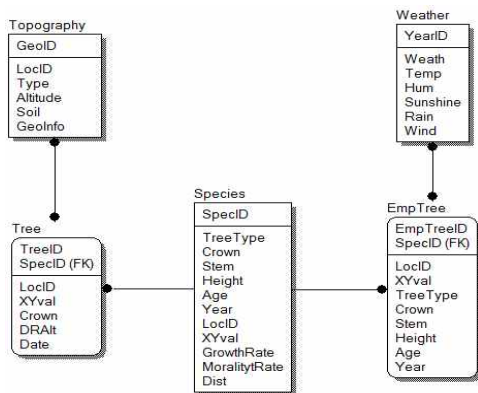 Topography
GeoID
LocID
Type
Altitude
Soil
GeoInfo
Weather
YearID
Weath
Temp
Hum
Sunshine
Rain
Wind
Species
SpecID
TreeType
Crown
Stem
Height
Age
Year
LocID
XYval
GrowthRate
MoralitytRate
Dist
Tree
TreeID
SpecID (FK)
LocID
XYval
Crown
DRAlt
Date
EmpTree
EmpTreeID
SpecID (FK)
LocID
XYval
TreeType
Crown
Stem
Height
Age
Year